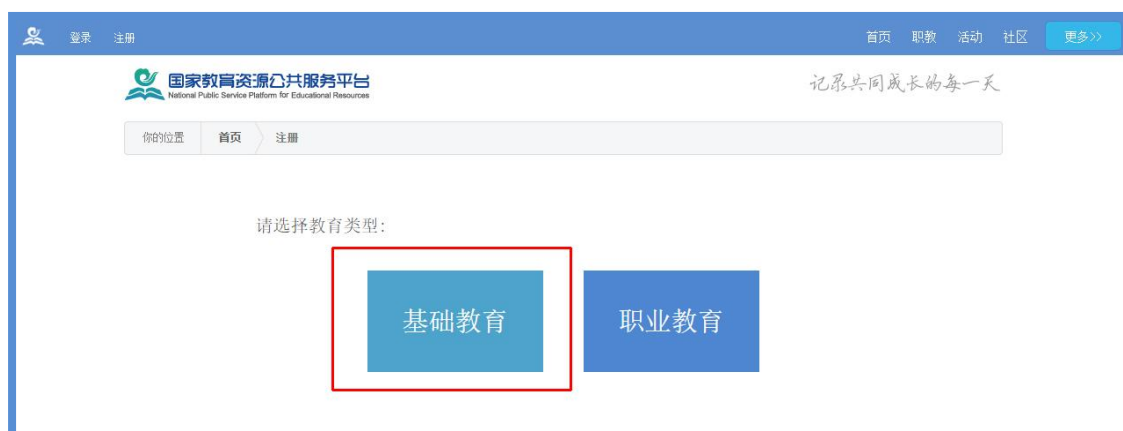 登录 注册 首页 职教 活动 社区 更多>>
国家教育资源公共服务平台
National Public Service Platform for Educational Resources
记录共同成长的每一天
你的位置 首页 注册
请选择教育类型：
基础教育 职业教育